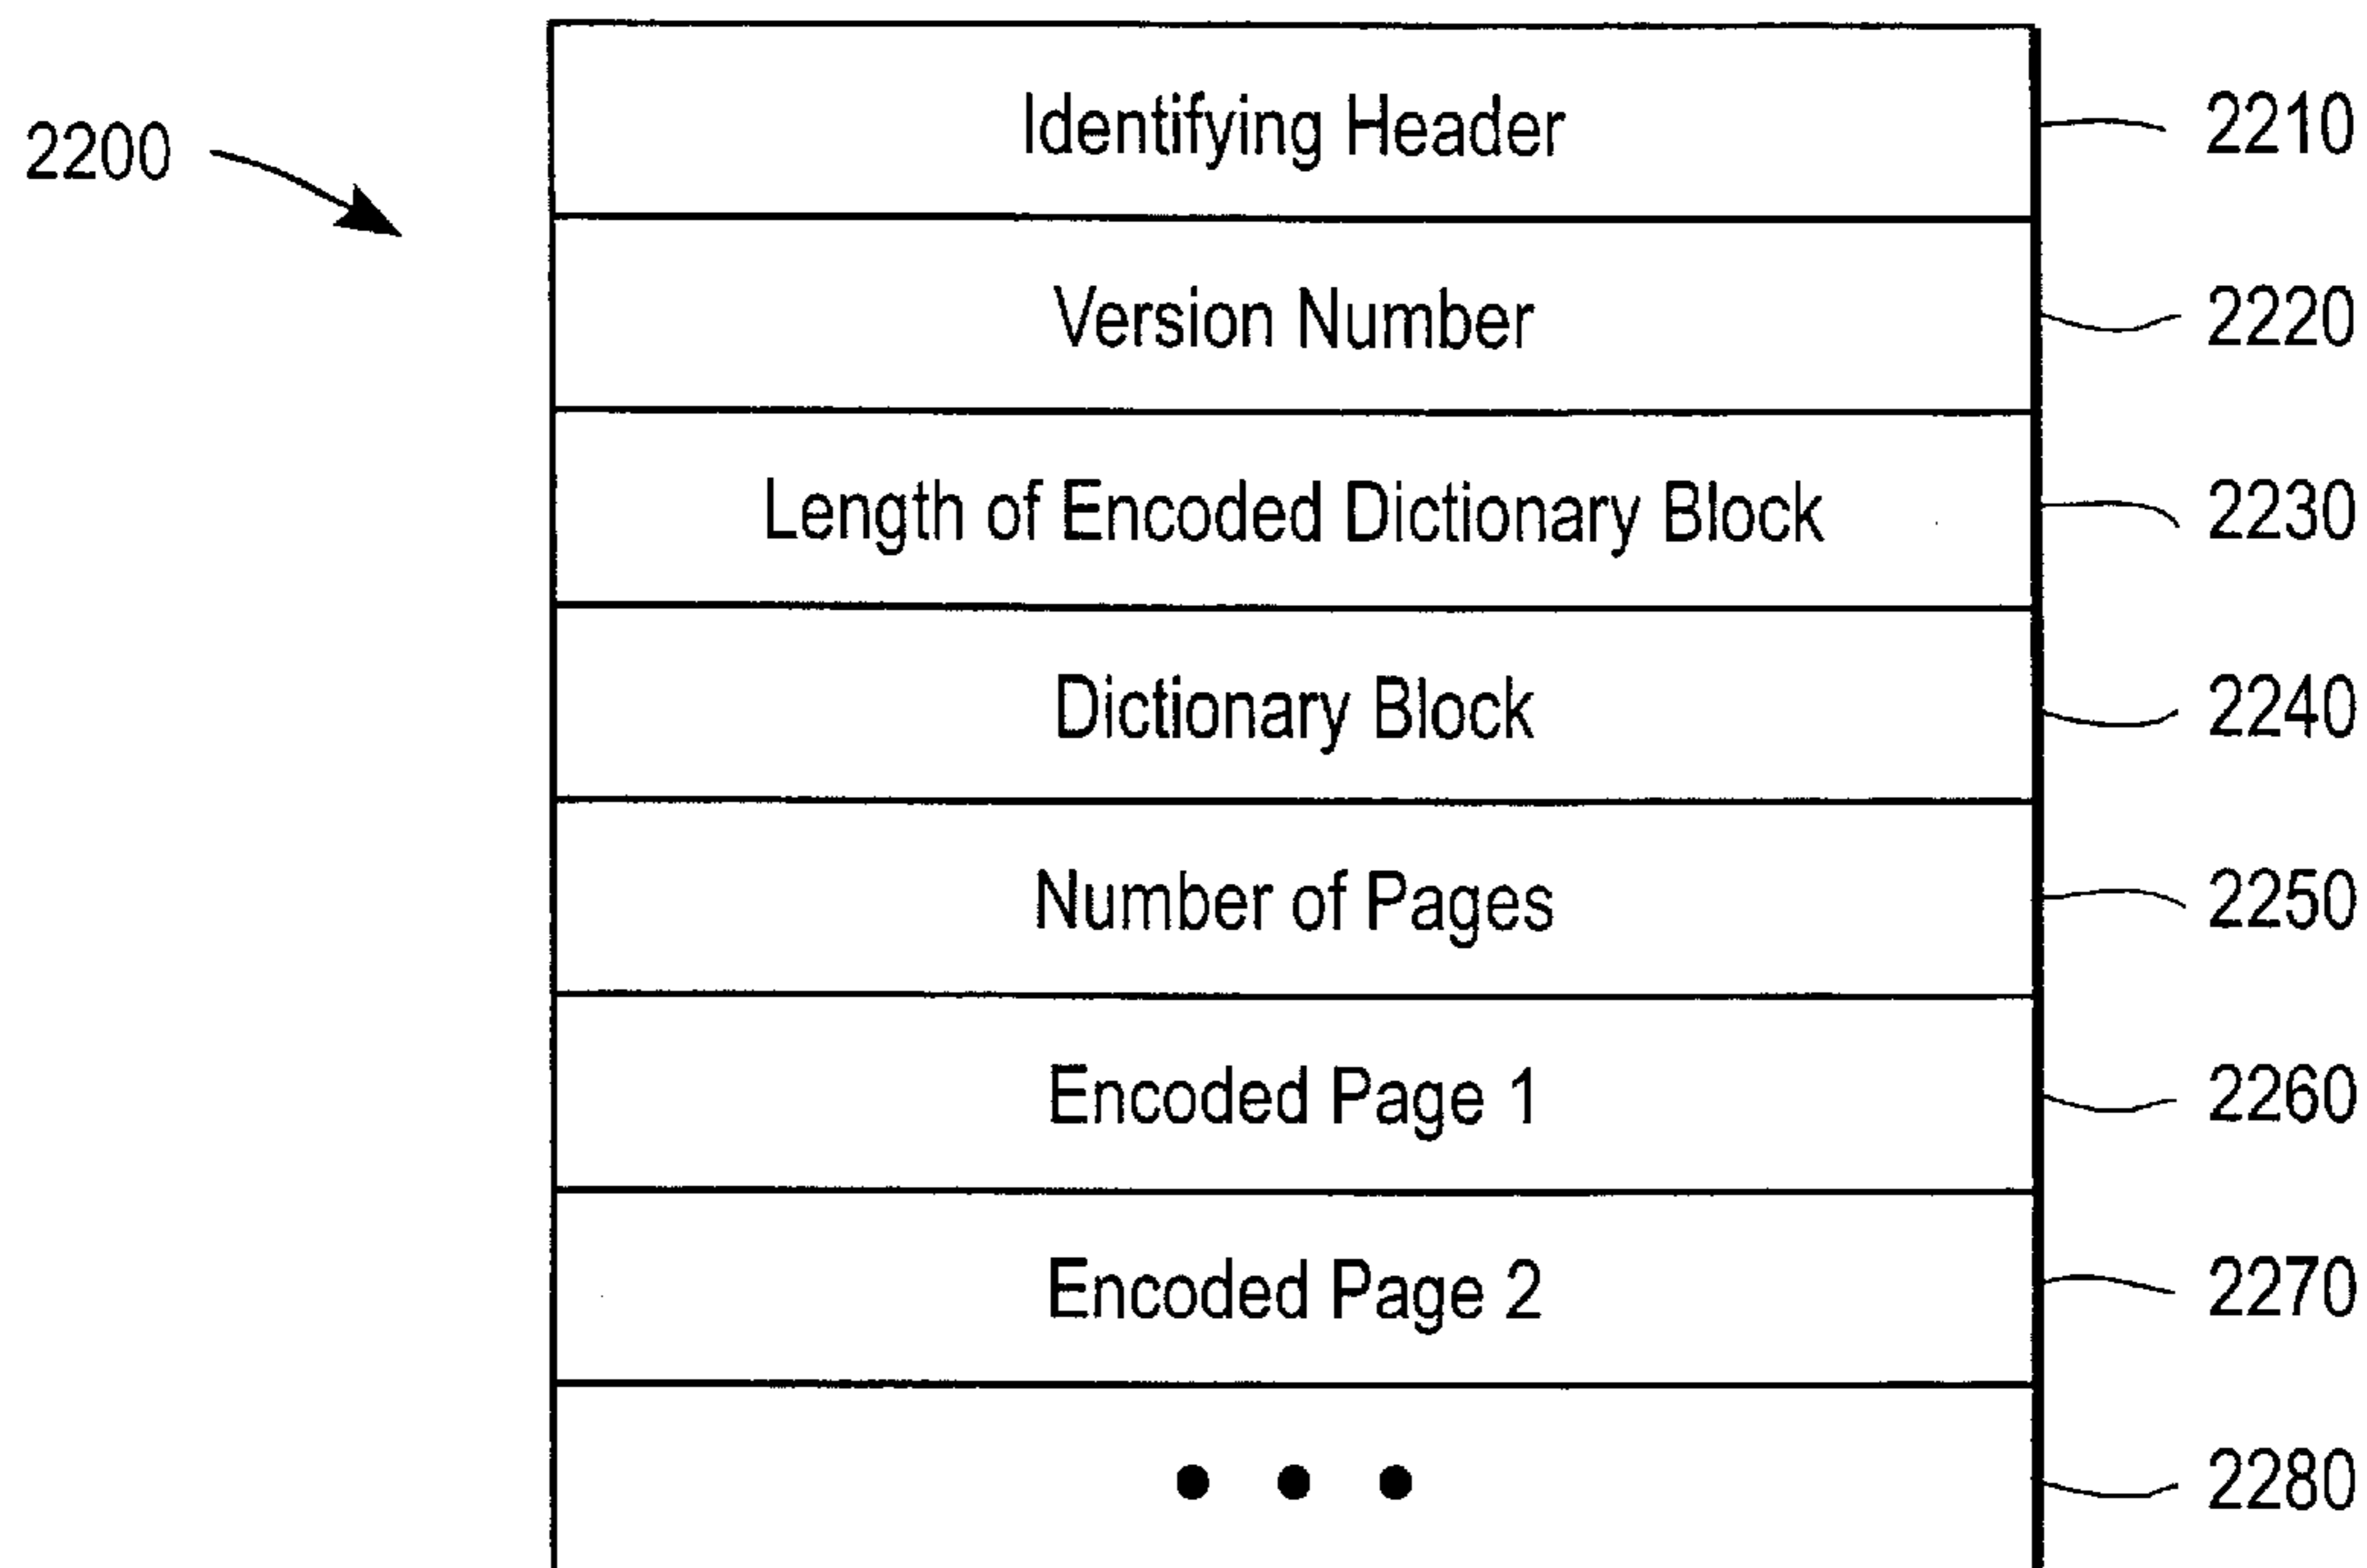 Identifying Header 2210
2200
Version Number 2220
Length of Encoded Dictionary Block 2230
Dictionary Block 2240
Number of Pages 2250
Encoded Page 1 2260
Encoded Page 2 2270
• • • 2280